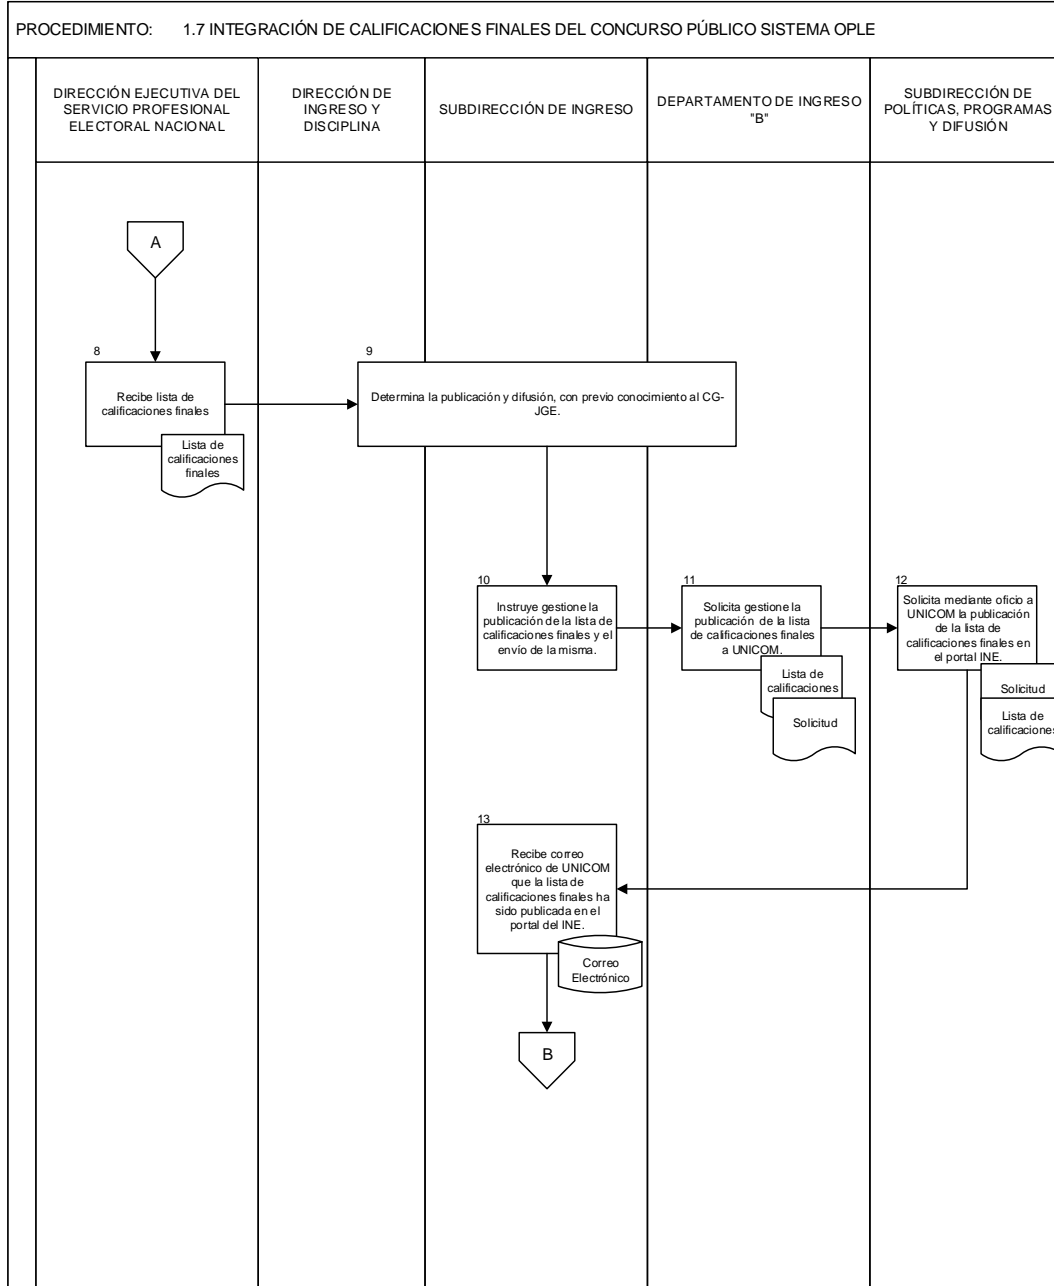 PROCEDIMIENTO: 1.7 INTEGRACIÓN DE CALIFICACIONES FINALES DEL CONCURSO PÚBLICO SISTEMA OPLE
DIRECCIÓN EJECUTIVA DEL
SERVICIO PROFESIONAL
ELECTORAL NACIONAL
DIRECCIÓN DE
INGRESO Y
DISCIPLINA
SUBDIRECCIÓN DE INGRESO
DEPARTAMENTO DE INGRESO
"B"
SUBDIRECCIÓN DE
POLÍTICAS, PROGRAMAS
Y DIFUSIÓN
A
8
Recibe lista de
calificaciones finales
Lista de
calificaciones
finales
9
Determina la publicación y difusión, con previo conocimiento al CG-
JGE.
10
Instruye gestione la
publicación de la lista de
calificaciones finales y el
envío de la misma.
11
Solicita gestione la
publicación de la lista
de calificaciones finales
a UNICOM.
Lista de
calificaciones
Solicitud
12
Solicita mediante oficio a
UNICOM la publicación
de la lista de
calificaciones finales en
el portal INE.
Solicitud
Lista de
calificaciones
13
Recibe correo
electrónico de UNICOM
que la lista de
calificaciones finales ha
sido publicada en el
portal del INE.
Correo
Electrónico
B